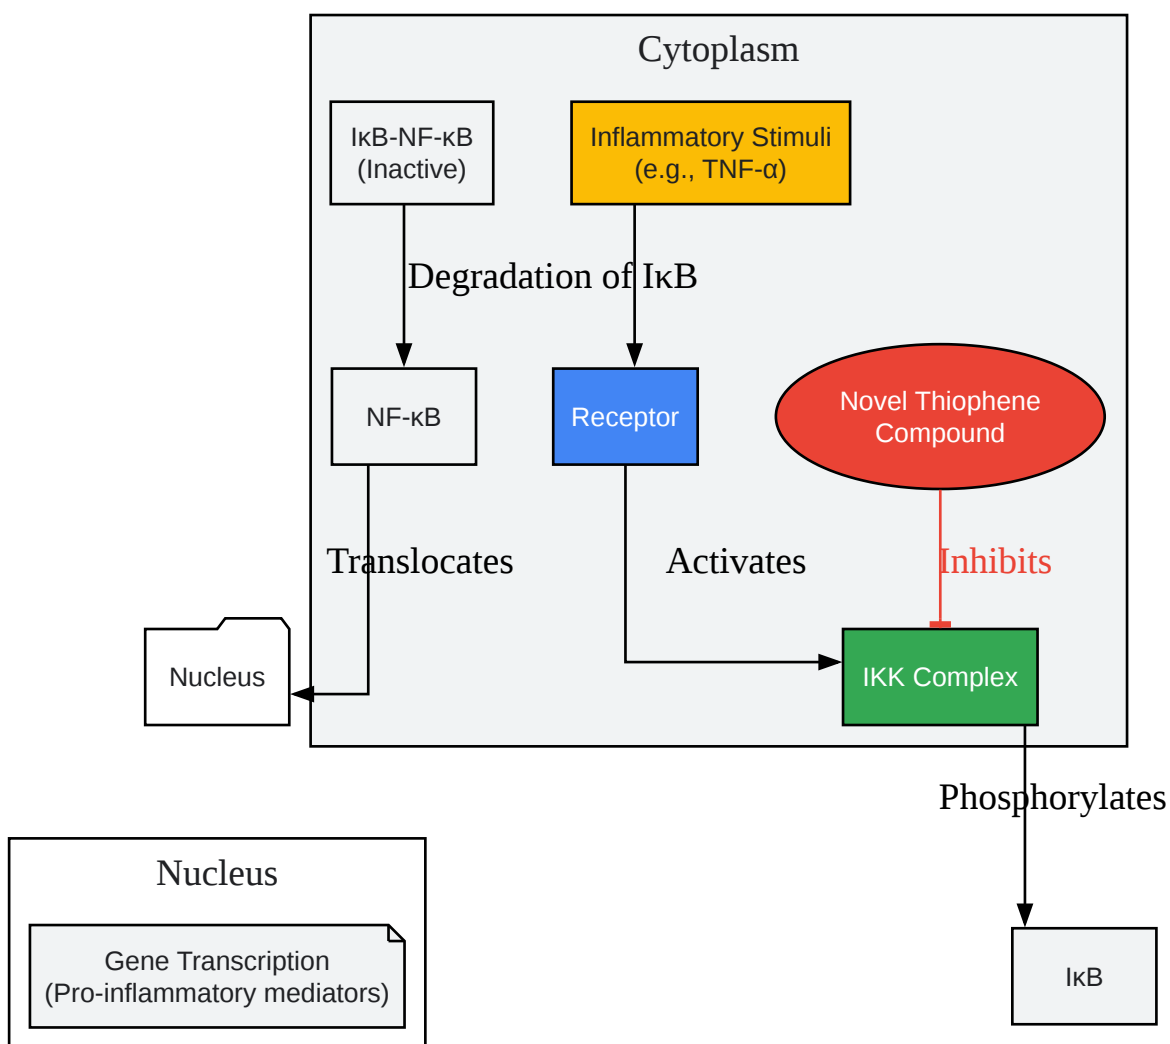 Cytoplasm
IκB-NF-κB
(Inactive)
Inflammatory Stimuli
(e.g., TNF-α)
Degradation of IκB
NF-κB
Receptor
Novel Thiophene
Compound
Translocates
Activates
Inhibits
Nucleus
IKK Complex
Phosphorylates
Nucleus
Gene Transcription
(Pro-inflammatory mediators)
IκB